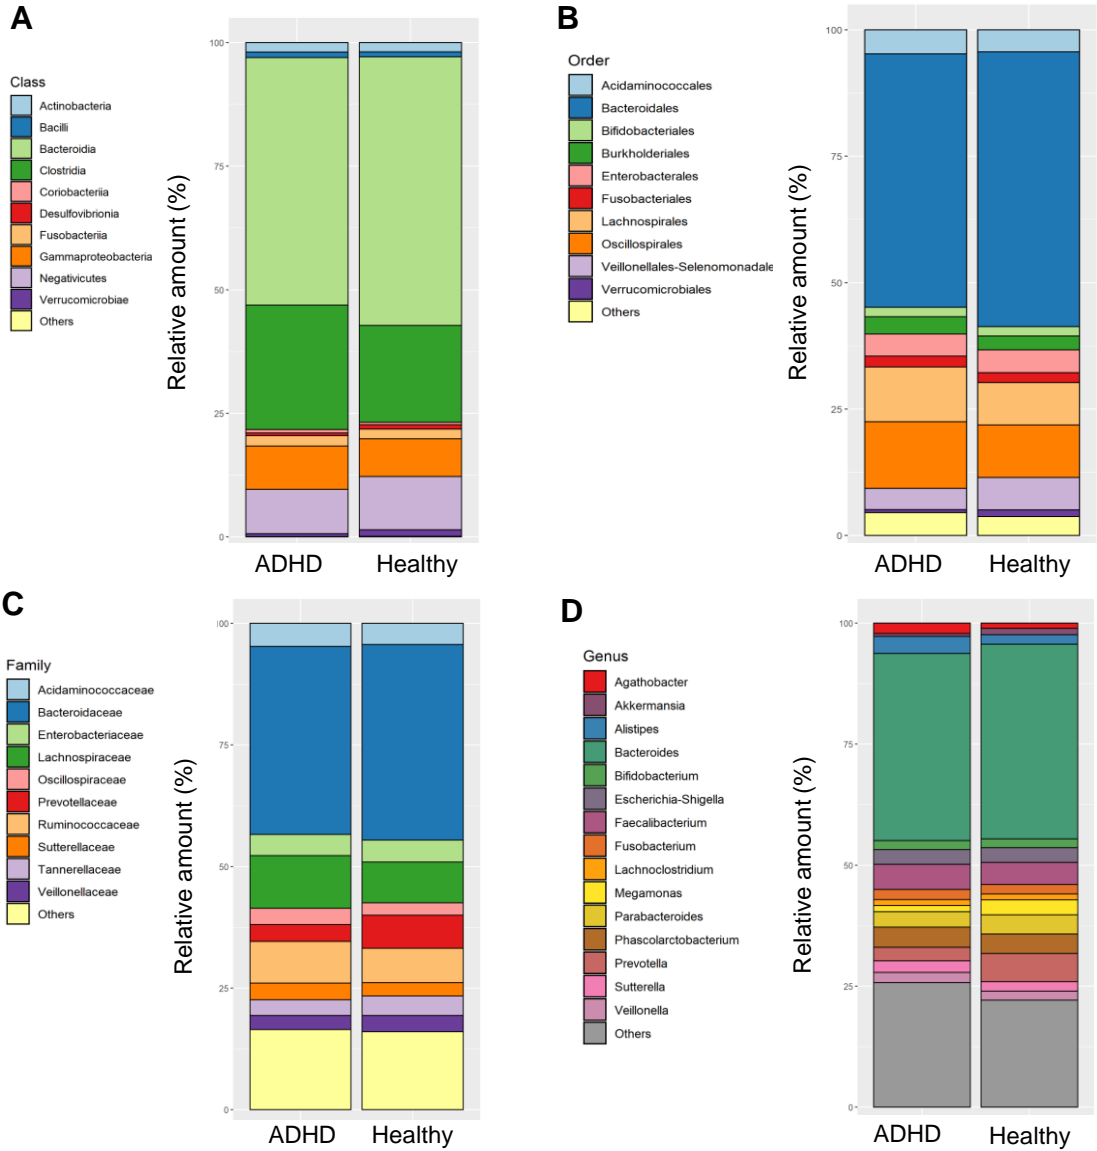 A
Class
Actinobacteria
Bacilli
Bacteroidia
Clostridia
Coriobacteriia
Desulfovibrionia
Fusobacteriia
Gammaproteobacteria
Negativicutes
Verrucomicrobiae
Others
Relative amount (%)
100
75
50
25
0
ADHD Healthy
B
Order
Acidaminococcales
Bacteroidales
Bifidobacteriales
Burkholderiales
Enterobacterales
Fusobacteriales
Lachnospirales
Oscillospirales
Veillonellales-Selenomonadale
Verrucomicrobiales
Others
Relative amount (%)
100
75
50
25
0
ADHD Healthy
C
Family
Acidaminococcaceae
Bacteroidaceae
Enterobacteriaceae
Lachnospiraceae
Oscillospiraceae
Prevotellaceae
Ruminococcaceae
Sutterellaceae
Tannerellaceae
Veillonellaceae
Others
Relative amount (%)
100
75
50
25
0
ADHD Healthy
D
Genus
Agathobacter
Akkermansia
Alistipes
Bacteroides
Bifidobacterium
Escherichia-Shigella
Faecalibacterium
Fusobacterium
Lachnoclostridium
Megamonas
Parabacteroides
Phascolarctobacterium
Prevotella
Sutterella
Veillonella
Others
Relative amount (%)
100
75
50
25
0
ADHD Healthy